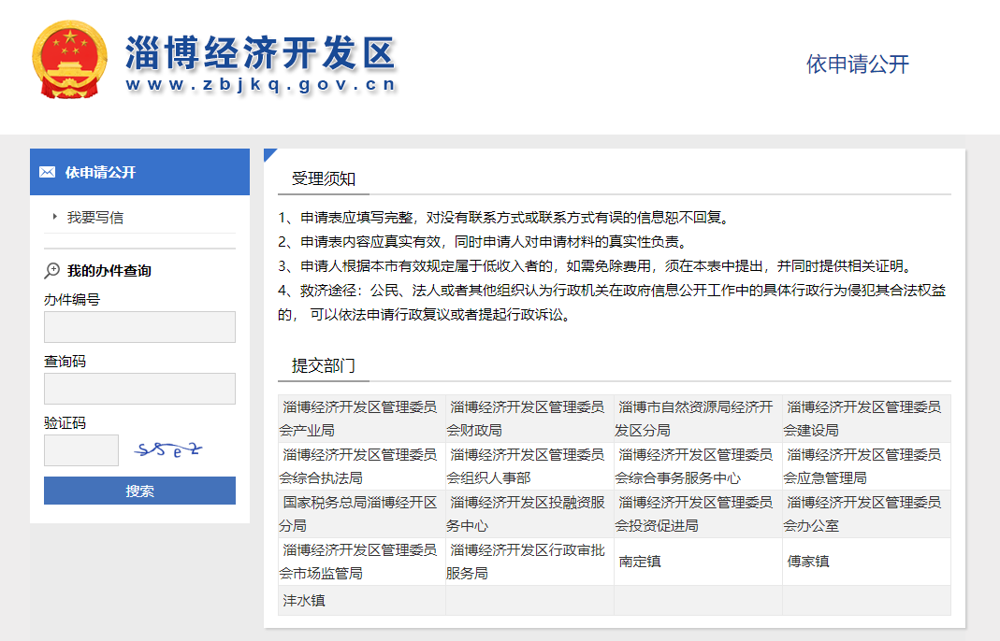 淄博经济开发区
www.zbjkq.gov.cn
依申请公开
依申请公开
我要写信
我的办件查询
办件编号
查询码
验证码
搜索
受理须知
1、申请表应填写完整，对没有联系方式或联系方式有误的信息恕不回复。
2、申请表内容应真实有效，同时申请人对申请材料的真实性负责。
3、申请人根据本市有效规定属于低收入者的，如需免除费用，须在本表中提出，并同时提供相关证明。
4、救济途径：公民、法人或者其他组织认为行政机关在政府信息公开工作中的具体行政行为侵犯其合法权益
的， 可以依法申请行政复议或者提起行政诉讼。
提交部门
淄博经济开发区管理委员
会产业局
淄博经济开发区管理委员
会财政局
淄博市自然资源局经济开
发区分局
淄博经济开发区管理委员
会建设局
淄博经济开发区管理委员
会综合执法局
淄博经济开发区管理委员
会组织人事部
淄博经济开发区管理委员
会综合事务服务中心
淄博经济开发区管理委员
会应急管理局
国家税务总局淄博经开区
分局
淄博经济开发区投融资服
务中心
淄博经济开发区管理委员
会投资促进局
淄博经济开发区管理委员
会办公室
淄博经济开发区管理委员
会市场监管局
淄博经济开发区行政审批
服务局
南定镇
傅家镇
沣水镇